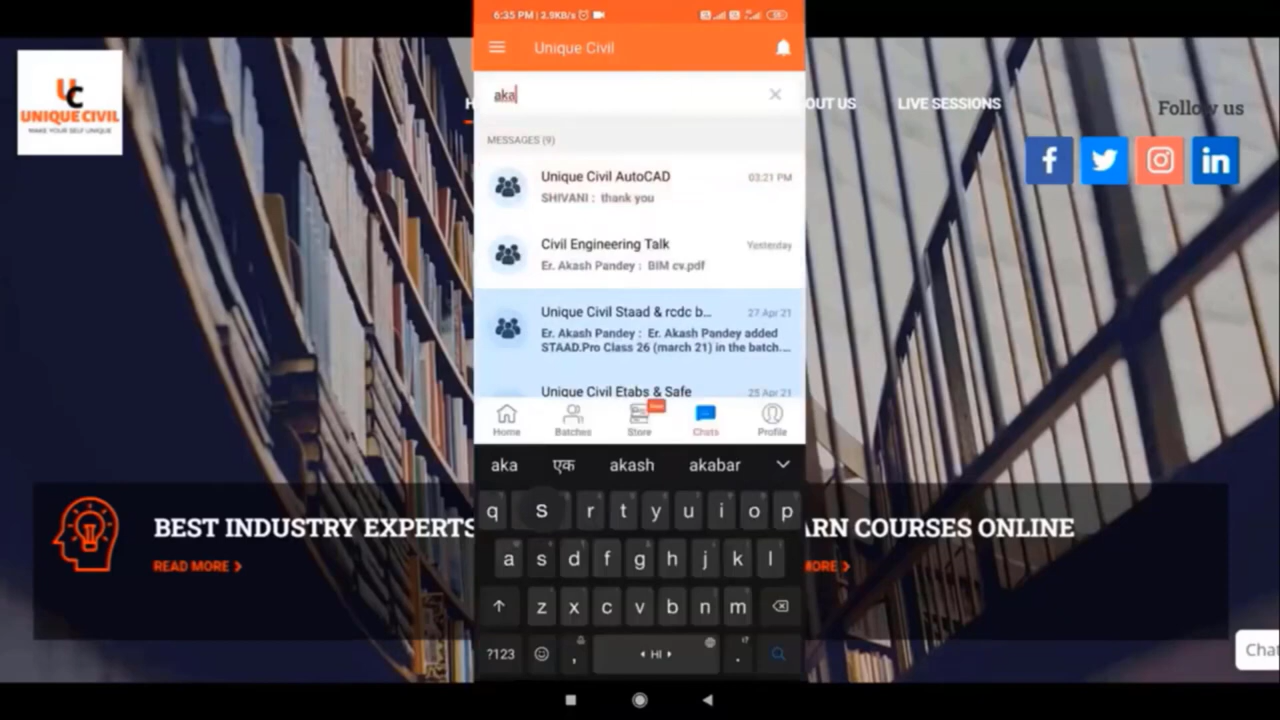 6:35 PM | 2.9KB/s
Unique Civil
aka
MESSAGES (9)
Unique Civil AutoCAD
03:21 PM
SHIVANI : thank you
Civil Engineering Talk
Yesterday
Er. Akash Pandey : BIM cv.pdf
Unique Civil Staad & rcdc b...
27 Apr 21
Er. Akash Pandey : Er. Akash Pandey added
STAAD.Pro Class 26 (march 21) in the batch....
Unique Civil Etabs & Safe
25 Apr 21
Home
Batches
Store
Chats
Profile
aka एक akash akabar
q S r t y u i o p
a s d f g h j k l
z x c v b n m
?123 , HI .
UC
UNIQUE CIVIL
MAKE YOUR SELF UNIQUE
H
OUT US
LIVE SESSIONS
Follow us
BEST INDUSTRY EXPERTS
READ MORE
ARN COURSES ONLINE
MORE
Chat